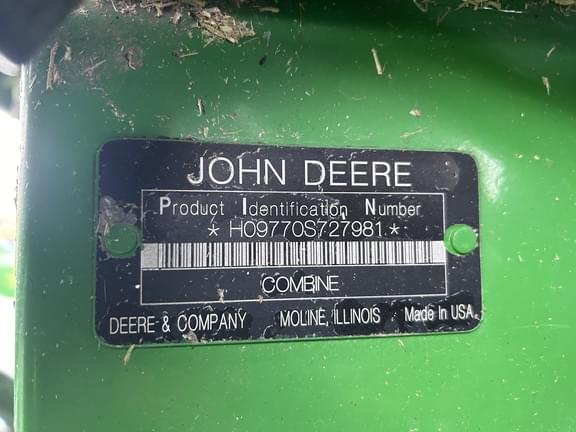 JOHN DEERE
Product Identification Number
* H09770S727981 *
COMBINE
DEERE & COMPANY MOLINE, ILLINOIS Made In USA